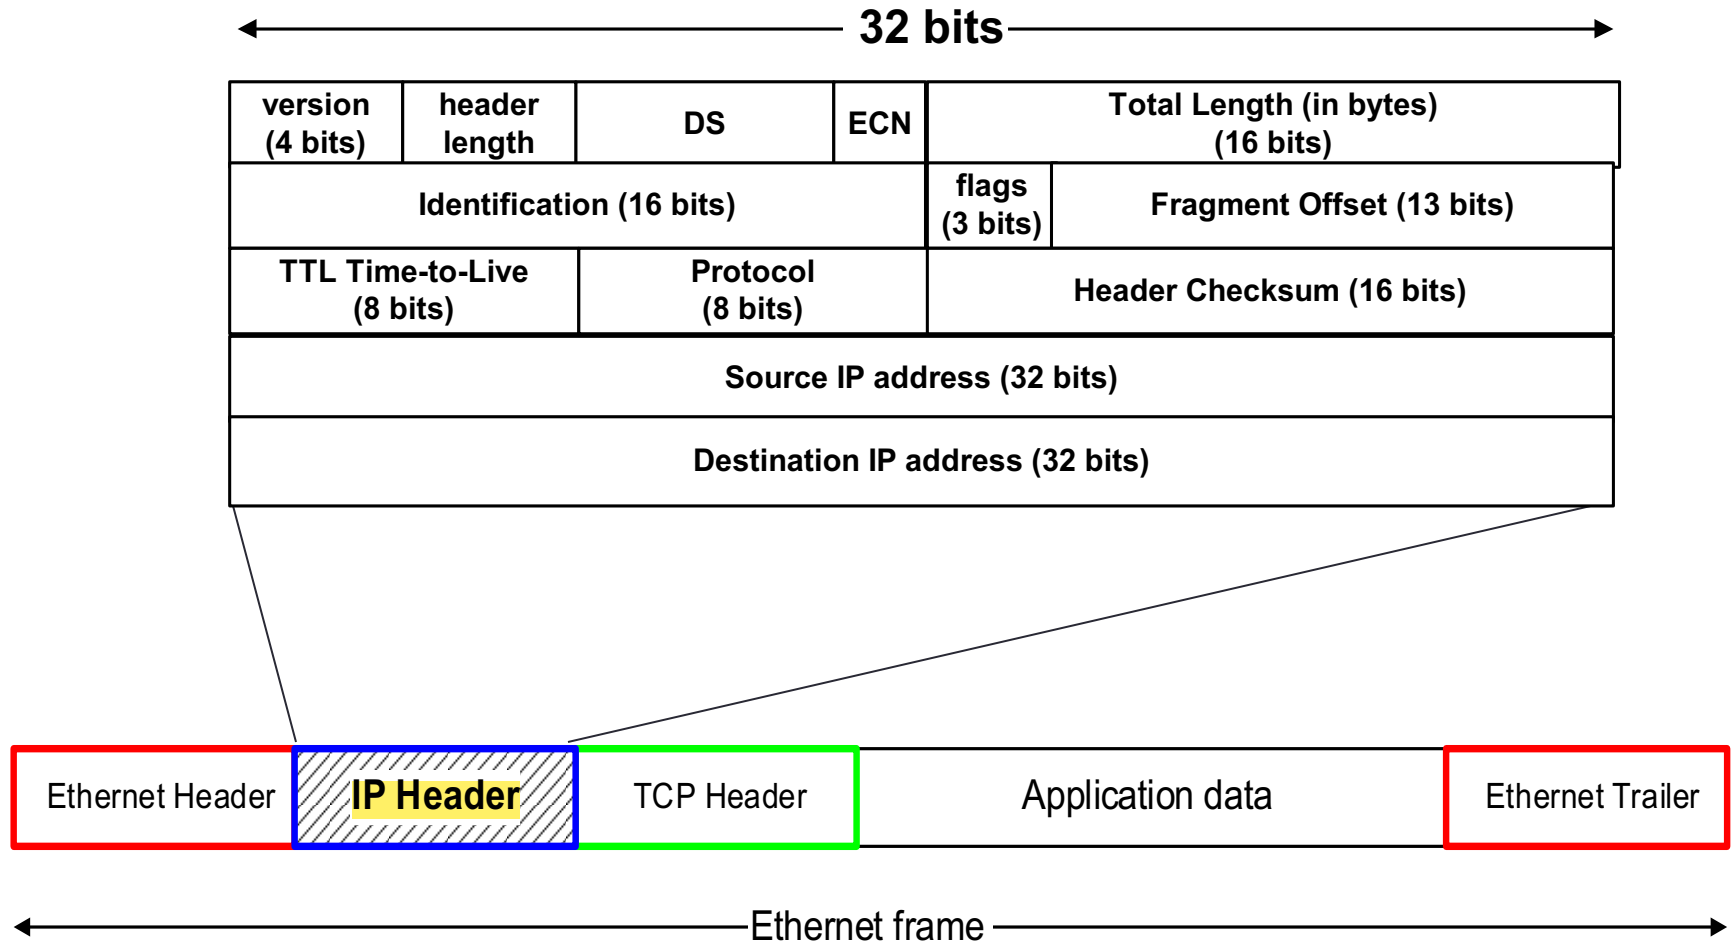 32 bits
version
(4 bits)
header
length
DS
ECN
Total Length (in bytes)
(16 bits)
Identification (16 bits)
flags
(3 bits)
Fragment Offset (13 bits)
TTL Time-to-Live
(8 bits)
Protocol
(8 bits)
Header Checksum (16 bits)
Source IP address (32 bits)
Destination IP address (32 bits)
Ethernet Header
IP Header
TCP Header
Application data
Ethernet Trailer
Ethernet frame